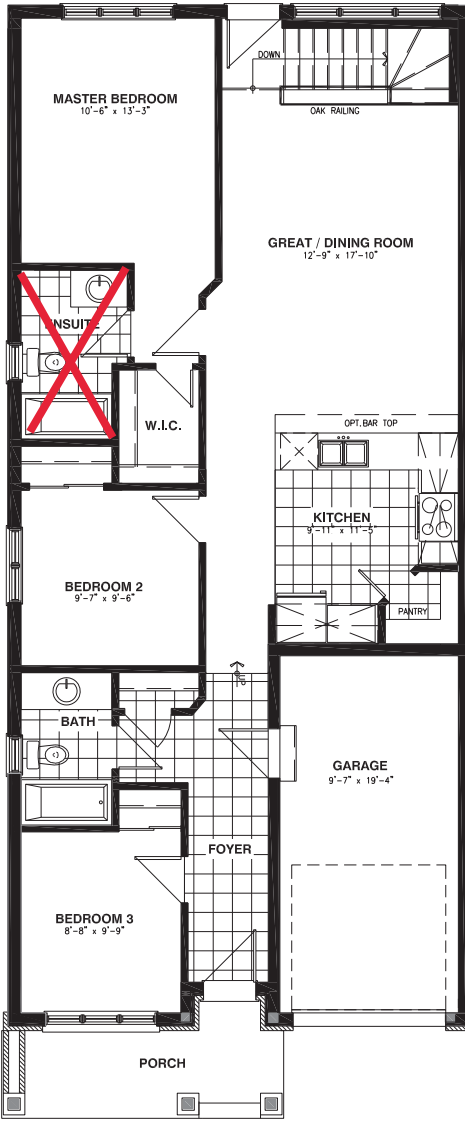 DOWN
OAK RAILING
MASTER BEDROOM
10'-6" x 13'-3"
GREAT / DINING ROOM
12'-9" x 17'-10"
ENSUITE
W.I.C.
OPT.BAR TOP
KITCHEN
9'-11" x 11'-5"
BEDROOM 2
9'-7" x 9'-6"
PANTRY
BATH
GARAGE
9'-7" x 19'-4"
FOYER
BEDROOM 3
8'-8" x 9'-9"
PORCH